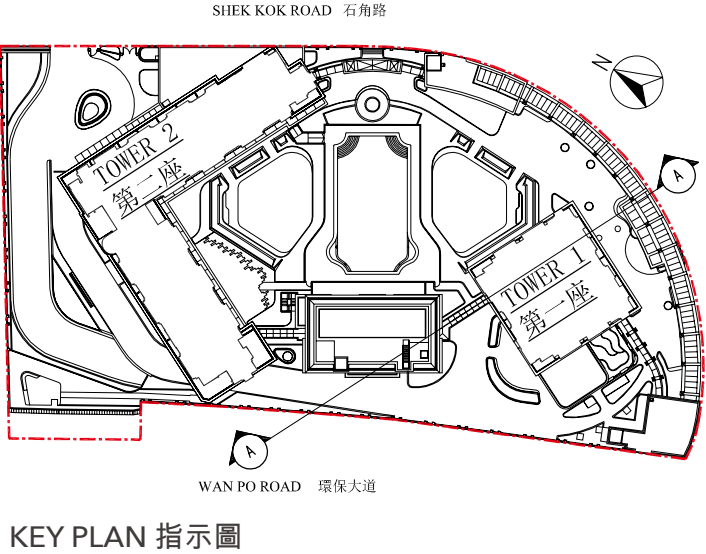 SHEK KOK ROAD 石角路
N
TOWER 2
第二座
A
TOWER 1
第一座
A
WAN PO ROAD 環保大道
KEY PLAN 指示圖